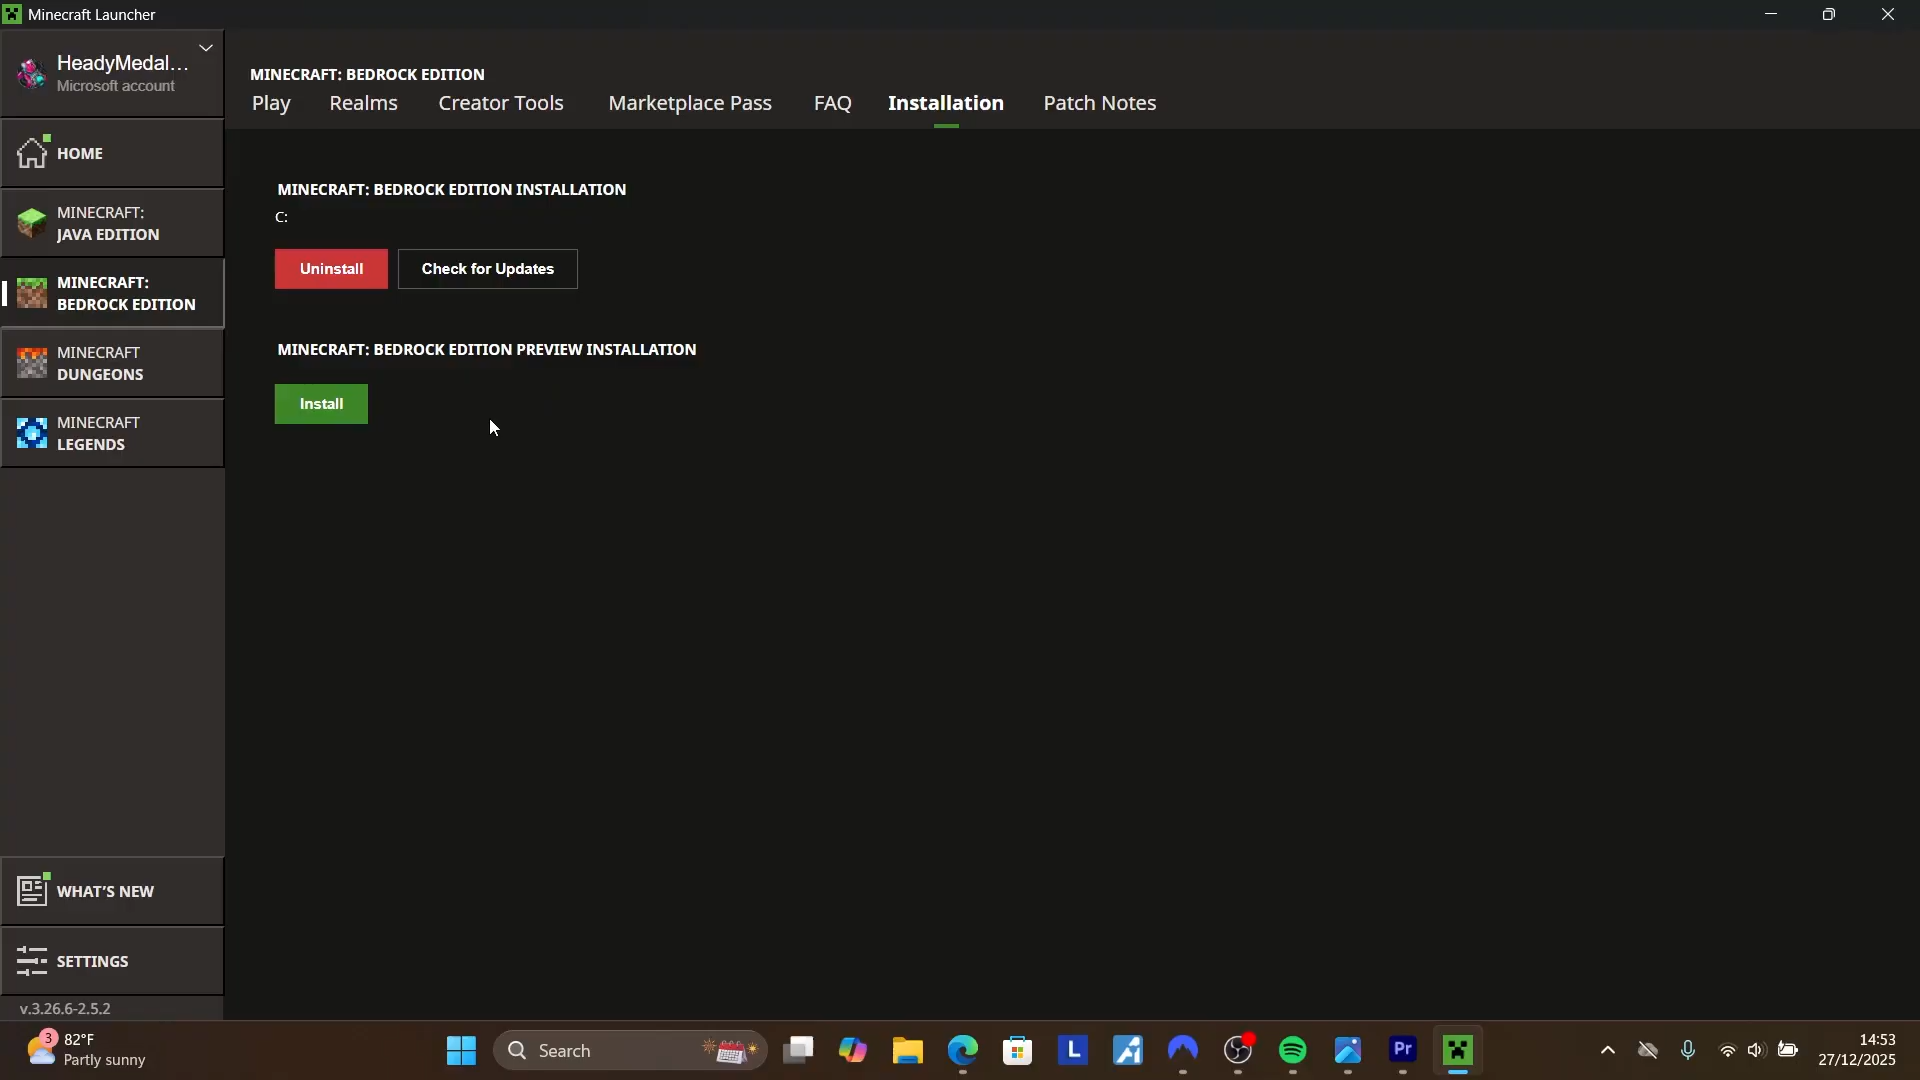 Minecraft Launcher
HeadyMedal...
Microsoft account
HOME
MINECRAFT:
JAVA EDITION
MINECRAFT:
BEDROCK EDITION
MINECRAFT
DUNGEONS
MINECRAFT
LEGENDS
WHAT'S NEW
SETTINGS
v.3.26.6-2.5.2
MINECRAFT: BEDROCK EDITION
Play Realms Creator Tools Marketplace Pass FAQ Installation Patch Notes
MINECRAFT: BEDROCK EDITION INSTALLATION
C:
Uninstall Check for Updates
MINECRAFT: BEDROCK EDITION PREVIEW INSTALLATION
Install
3
82°F
Partly sunny
Search
L
Pr
14:53
27/12/2025